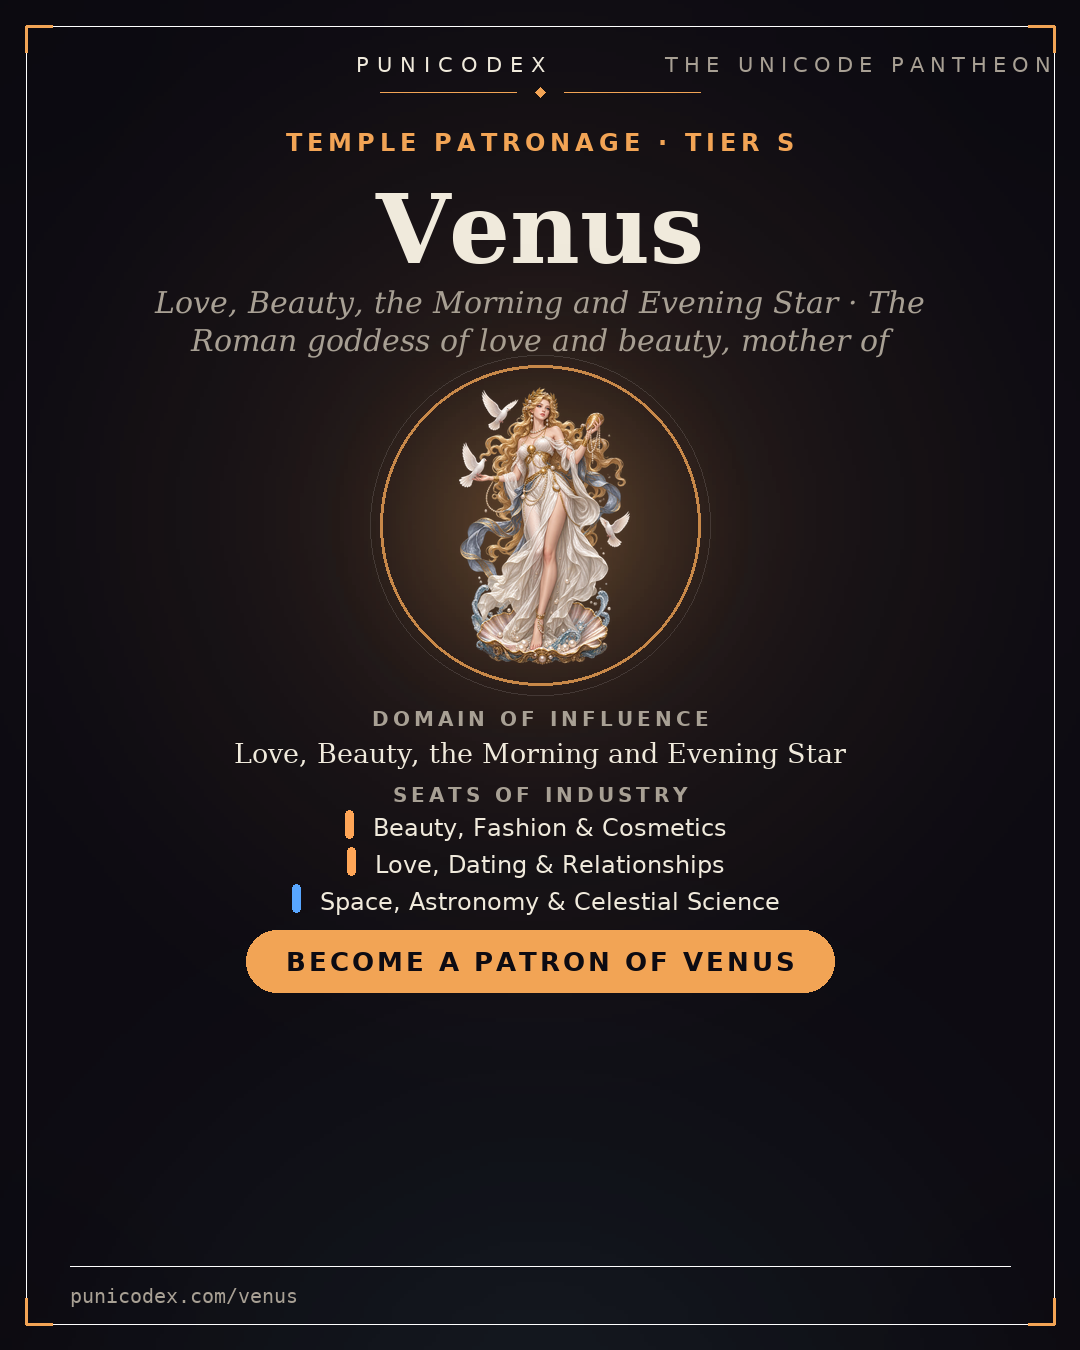 PUNICODEX THE UNICODE PANTHEON
TEMPLE PATRONAGE · TIER S
Venus
Love, Beauty, the Morning and Evening Star · The
Roman goddess of love and beauty, mother of
DOMAIN OF INFLUENCE
Love, Beauty, the Morning and Evening Star
SEATS OF INDUSTRY
Beauty, Fashion & Cosmetics
Love, Dating & Relationships
Space, Astronomy & Celestial Science
BECOME A PATRON OF VENUS
punicodex.com/venus